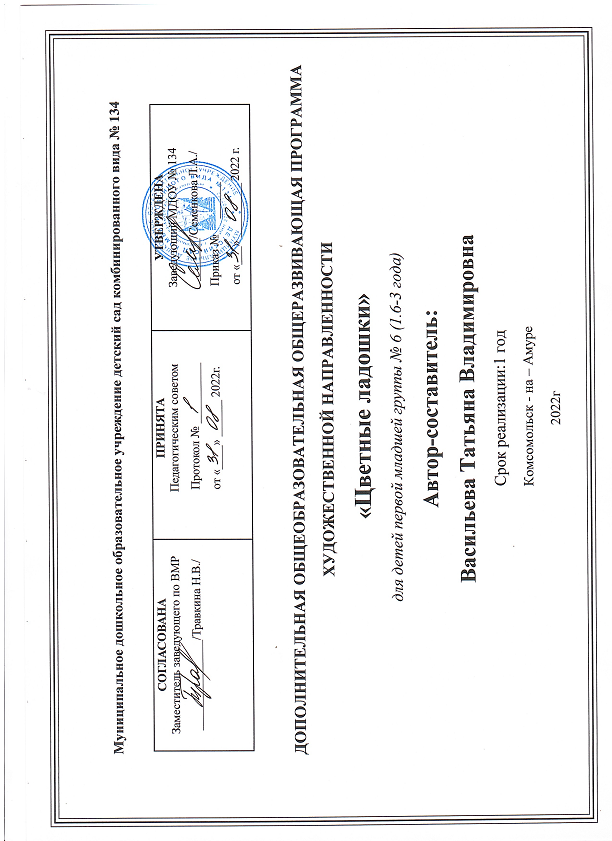 Муниципальное дошкольное образовательное учреждение детский сад комбинированного вида № 134
СОГЛАСОВАНА
Заместитель заведующего по ВМР
/Травкина Н.В./
ПРИНЯТА
Педагогическим советом
Протокол № 1
от «31» 08 2022г.
УТВЕРЖДЕНА
Заведующий МДОУ № 134
/Семенкова Л.А./
Приказ №
от «31» 08 2022 г.
ДОПОЛНИТЕЛЬНАЯ ОБЩЕОБРАЗОВАТЕЛЬНАЯ ОБЩЕРАЗВИВАЮЩАЯ ПРОГРАММА
ХУДОЖЕСТВЕННОЙ НАПРАВЛЕННОСТИ
«Цветные ладошки»
для детей первой младшей группы № 6 (1.6-3 года)
Автор-составитель:
Васильева Татьяна Владимировна
Срок реализации:1 год
Комсомольск - на – Амуре
2022г